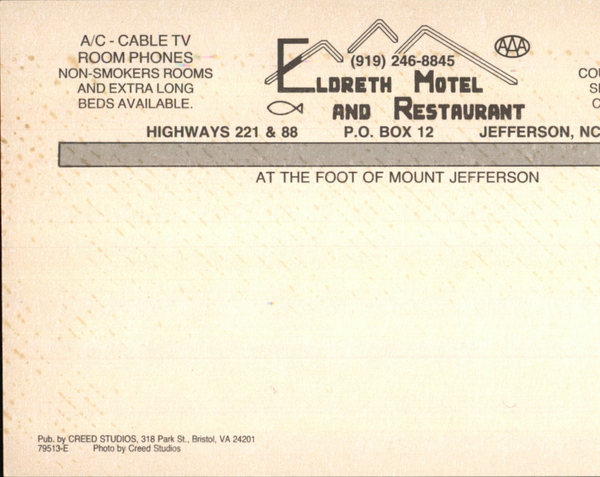 A/C - CABLE TV
ROOM PHONES
NON-SMOKERS ROOMS
AND EXTRA LONG
BEDS AVAILABLE.
(919) 246-8845
ELDRETH MOTEL
AND RESTAURANT
AAA
COU
SE
C
HIGHWAYS 221 & 88 P.O. BOX 12 JEFFERSON, NC
AT THE FOOT OF MOUNT JEFFERSON
Pub. by CREED STUDIOS, 318 Park St., Bristol, VA 24201
79513-E Photo by Creed Studios